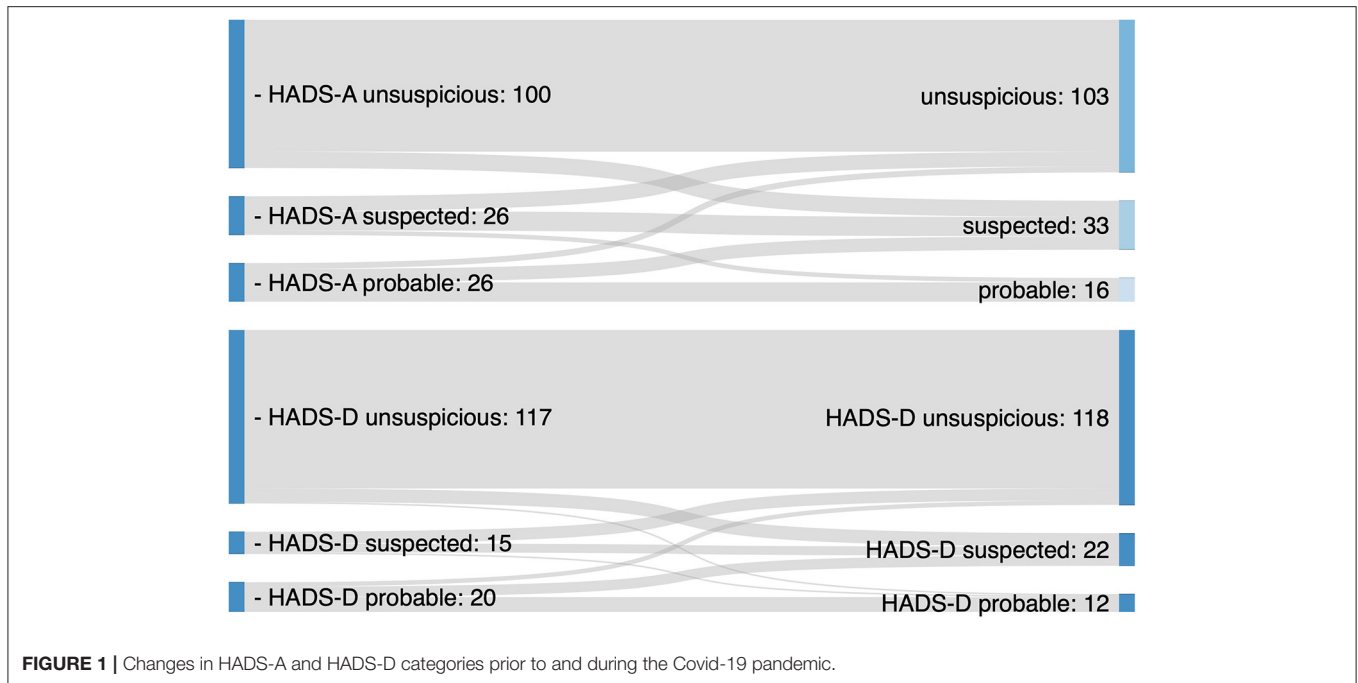 - HADS-A unsuspicious: 100
unsuspicious: 103
- HADS-A suspected: 26
suspected: 33
- HADS-A probable: 26
probable: 16
- HADS-D unsuspicious: 117
HADS-D unsuspicious: 118
- HADS-D suspected: 15
HADS-D suspected: 22
- HADS-D probable: 20
HADS-D probable: 12
FIGURE 1 | Changes in HADS-A and HADS-D categories prior to and during the Covid-19 pandemic.